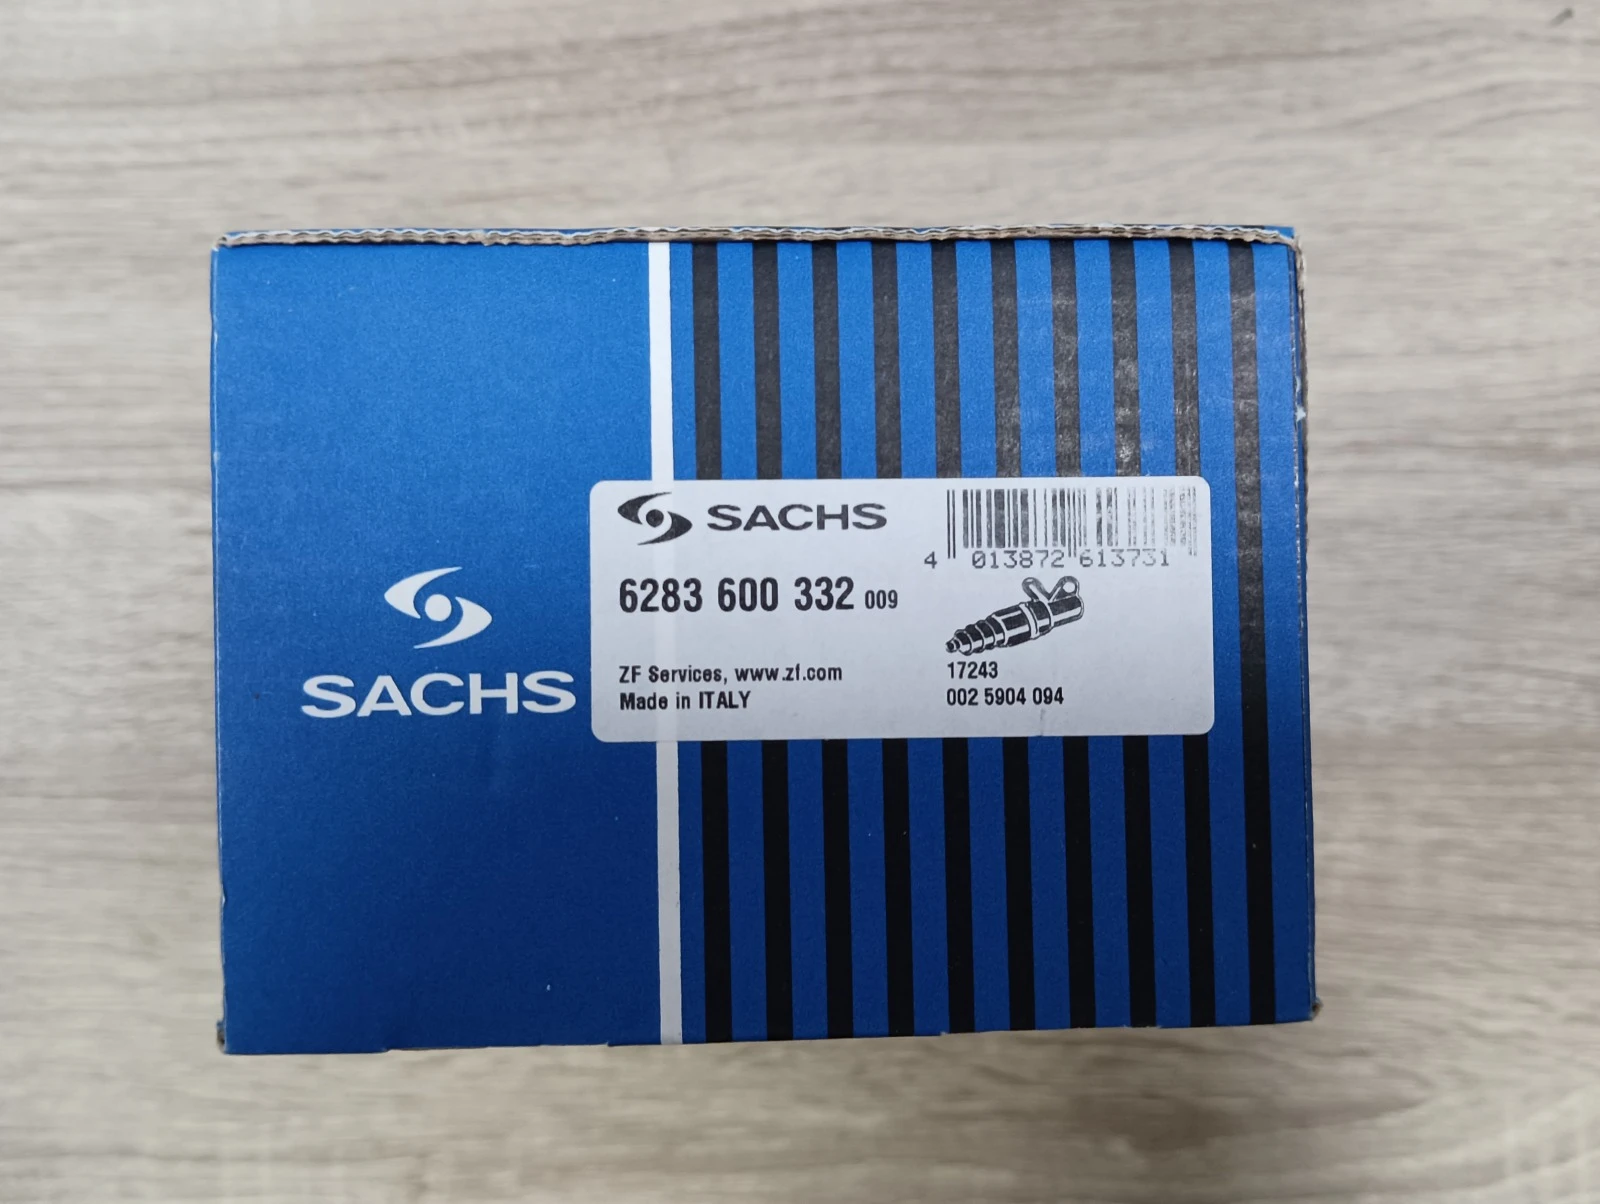 SACHS
SACHS
4 013872 613731
6283 600 332 009
ZF Services, www.zf.com
Made in ITALY
17243
002 5904 094